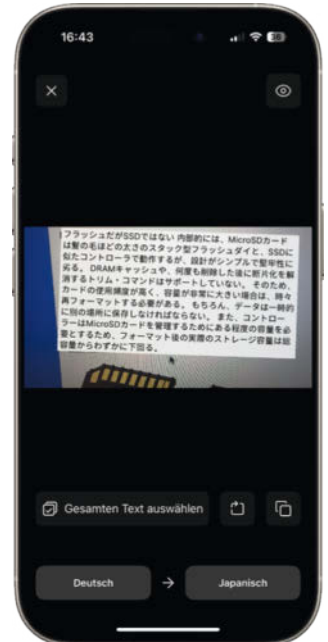 16:43
フラッシュだがSSDではない 内部的には、MicroSDカード
は髪の毛ほどの太さのスタック型フラッシュダイと、SSDに
似たコントローラで動作するが、設計がシンプルで堅牢性に
劣る。 DRAMキャッシュや、何度も削除した後に断片化を解
消するトリム・コマンドはサポートしていない。 そのため、
カードの使用頻度が高く、容量が非常に大きい場合は、時々
再フォーマットする必要がある。 もちろん、データは一時的
に別の場所に保存しなければならない。 また、コントロー
ラーはMicroSDカードを管理するためにある程度の容量を必
要とするため、フォーマット後の実際のストレージ容量は総
容量からわずかに下回る。
Gesamten Text auswählen
Deutsch → Japanisch